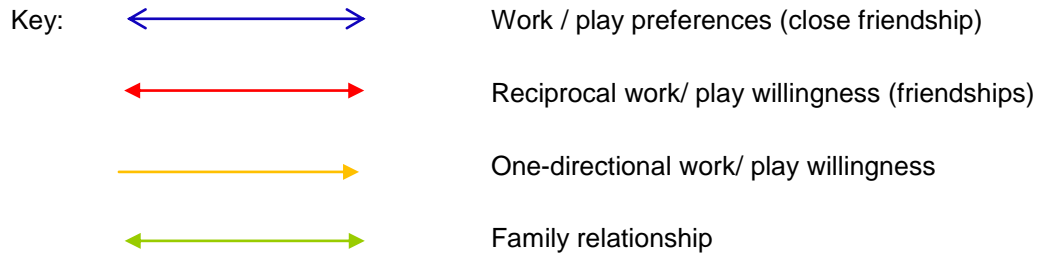 Key: Work / play preferences (close friendship)
Reciprocal work/ play willingness (friendships)
One-directional work/ play willingness
Family relationship